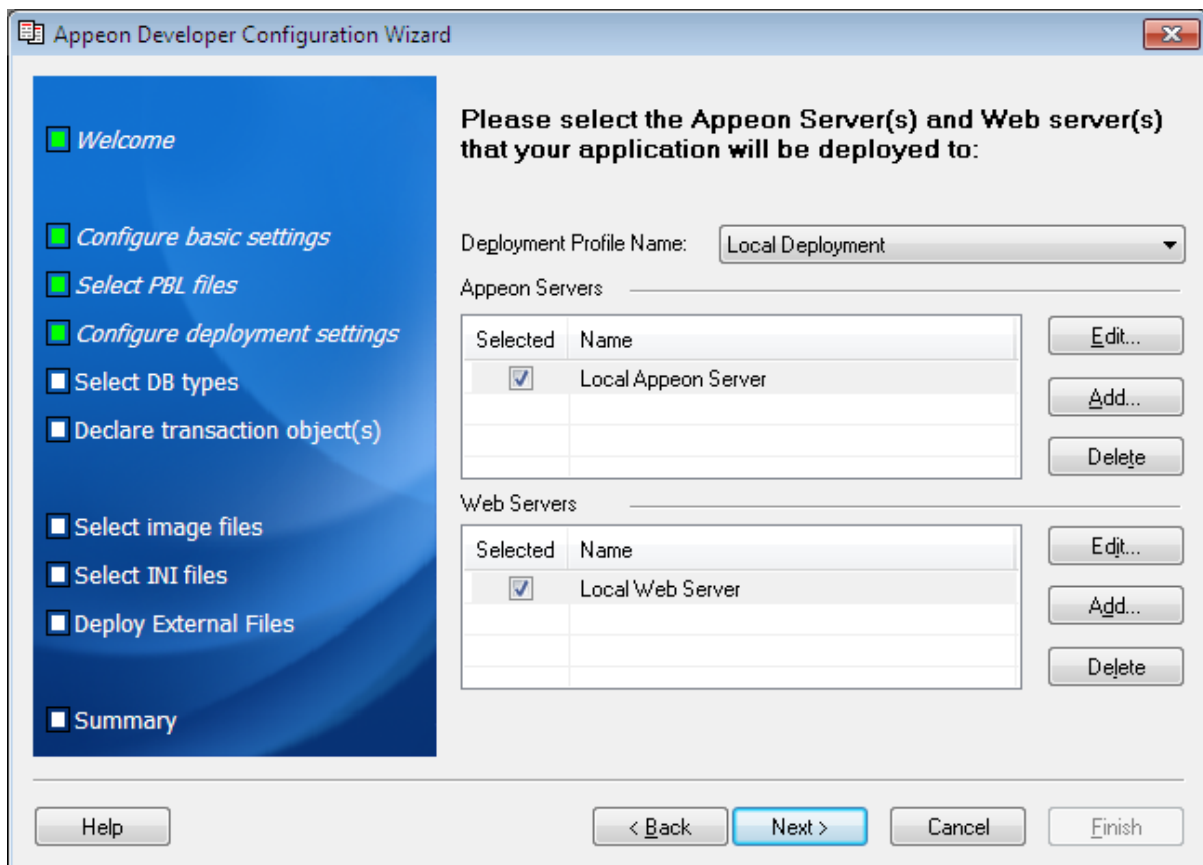 Appeon Developer Configuration Wizard
Welcome
Configure basic settings
Select PBL files
Configure deployment settings
Select DB types
Declare transaction object(s)
Select image files
Select INI files
Deploy External Files
Summary
Please select the Appeon Server(s) and Web server(s)
that your application will be deployed to:
Deployment Profile Name: Local Deployment
Appeon Servers
Selected Name
Local Appeon Server
Edit...
Add...
Delete
Web Servers
Selected Name
Local Web Server
Edit...
Add...
Delete
Help < Back Next > Cancel Finish